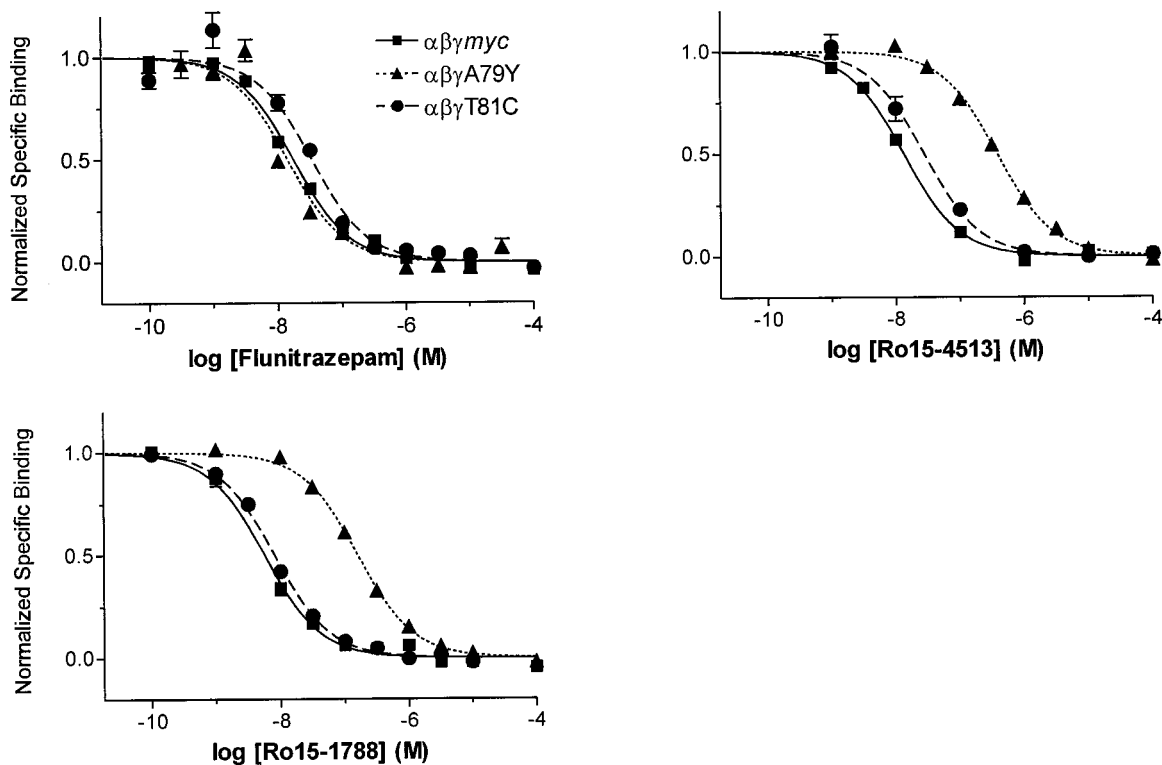 Normalized Specific Binding
1.0
0.5
0.0
-10
-8
-6
-4
log [Flunitrazepam] (M)
αβγmyc
αβγA79Y
αβγT81C
1.0
0.5
0.0
-10
-8
-6
-4
log [Ro15-4513] (M)
Normalized Specific Binding
1.0
0.5
0.0
-10
-8
-6
-4
log [Ro15-1788] (M)